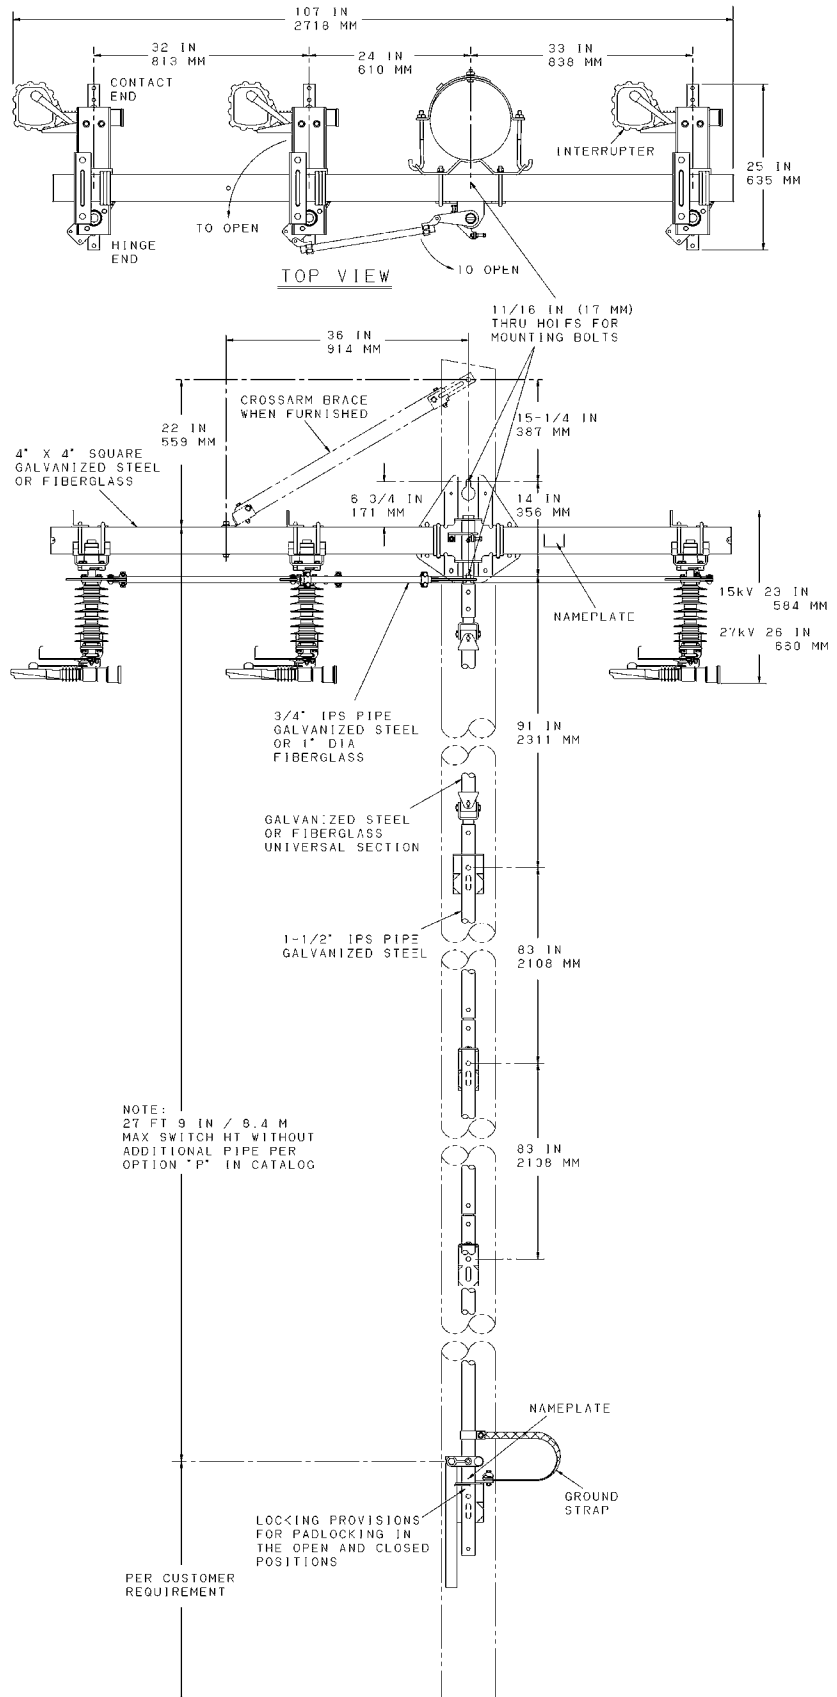 107 IN
2718 MM
32 IN
813 MM
24 IN
610 MM
33 IN
838 MM
CONTACT
END
INTERRUPTER
25 IN
635 MM
TO OPEN
HINGE
END
TO OPEN
TOP VIEW
11/16 IN (17 MM)
THRU HOLES FOR
MOUNTING BOLTS
36 IN
914 MM
CROSSARM BRACE
WHEN FURNISHED
15-1/4 IN
387 MM
22 IN
559 MM
4" X 4" SQUARE
GALVANIZED STEEL
OR FIBERGLASS
6 3/4 IN
171 MM
14 IN
356 MM
NAMEPLATE
15kV 23 IN
584 MM
27kV 26 IN
660 MM
3/4" IPS PIPE
GALVANIZED STEEL
OR 1" DIA
FIBERGLASS
91 IN
2311 MM
GALVANIZED STEEL
OR FIBERGLASS
UNIVERSAL SECTION
1-1/2" IPS PIPE
GALVANIZED STEEL
83 IN
2108 MM
NOTE:
27 FT 9 IN / 8.4 M
MAX SWITCH HT WITHOUT
ADDITIONAL PIPE PER
OPTION "P" IN CATALOG
83 IN
2108 MM
NAMEPLATE
GROUND
STRAP
LOCKING PROVISIONS
FOR PADLOCKING IN
THE OPEN AND CLOSED
POSITIONS
PER CUSTOMER
REQUIREMENT